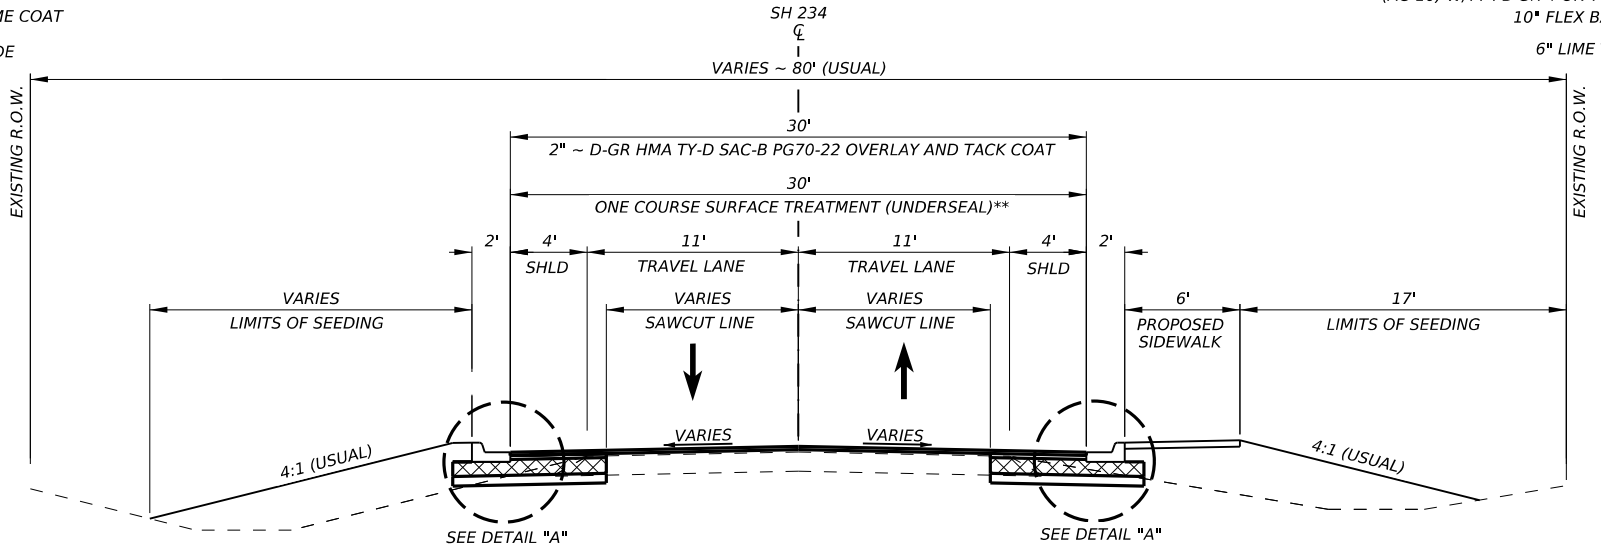 ME COAT
DE
SH 234
℄
10" FLEX B
6" LIME
VARIES ~ 80' (USUAL)
EXISTING R.O.W.
EXISTING R.O.W.
30'
2" ~ D-GR HMA TY-D SAC-B PG70-22 OVERLAY AND TACK COAT
30'
ONE COURSE SURFACE TREATMENT (UNDERSEAL)**
2' 4' 11' 11' 4' 2'
SHLD TRAVEL LANE TRAVEL LANE SHLD
VARIES VARIES VARIES 6' 17'
LIMITS OF SEEDING SAWCUT LINE SAWCUT LINE PROPOSED LIMITS OF SEEDING
SIDEWALK
VARIES VARIES
4:1 (USUAL) 4:1 (USUAL)
SEE DETAIL "A" SEE DETAIL "A"